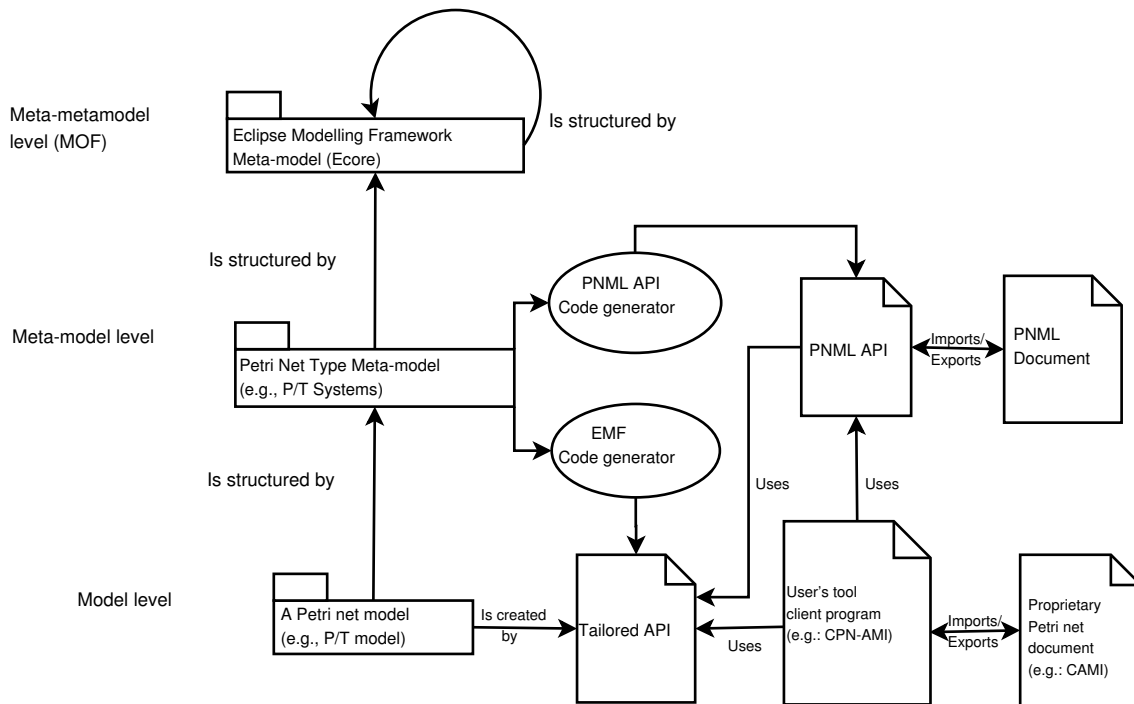 Meta-metamodel
level (MOF)
Eclipse Modelling Framework
Meta-model (Ecore)
Is structured by
Is structured by
PNML API
Code generator
Meta-model level
Petri Net Type Meta-model
(e.g., P/T Systems)
PNML API
Imports/
Exports
PNML
Document
EMF
Code generator
Is structured by
Uses
Uses
Model level
A Petri net model
(e.g., P/T model)
Is created
by
Tailored API
Uses
User's tool
client program
(e.g.: CPN-AMI)
Imports/
Exports
Proprietary
Petri net
document
(e.g.: CAMI)